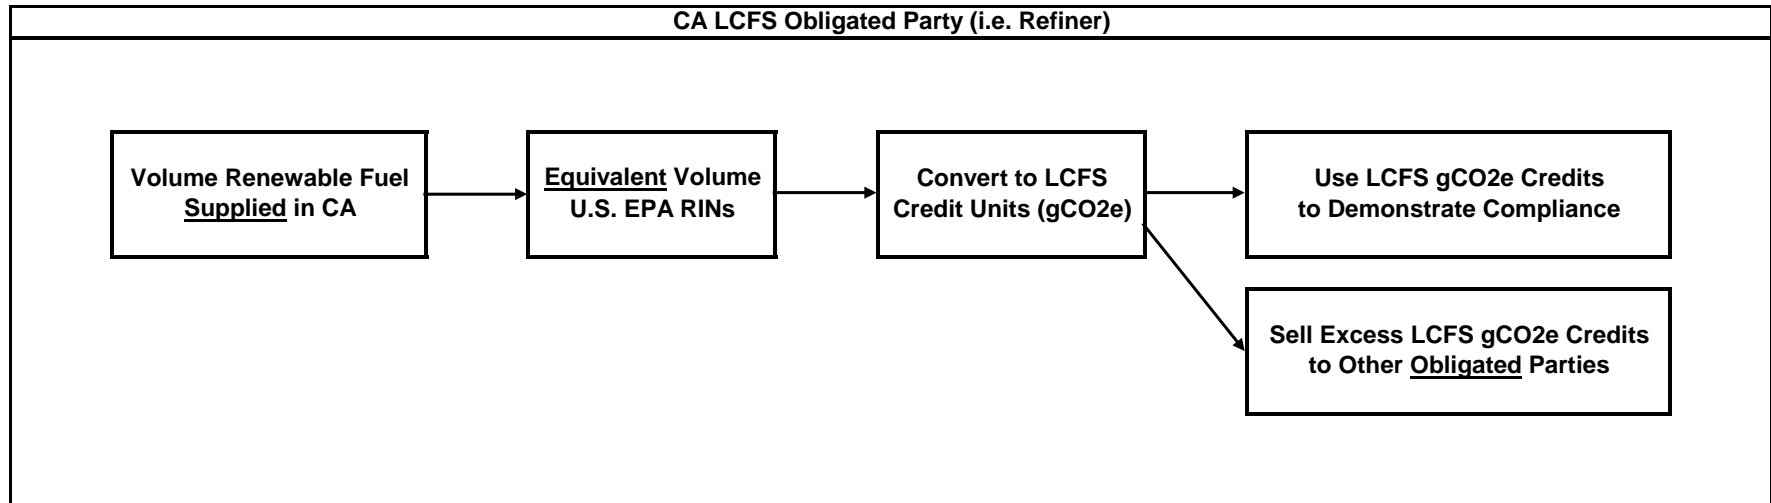 CA LCFS Obligated Party (i.e. Refiner)
Volume Renewable Fuel
Supplied in CA
Equivalent Volume
U.S. EPA RINs
Convert to LCFS
Credit Units (gCO2e)
Use LCFS gCO2e Credits
to Demonstrate Compliance
Sell Excess LCFS gCO2e Credits
to Other Obligated Parties